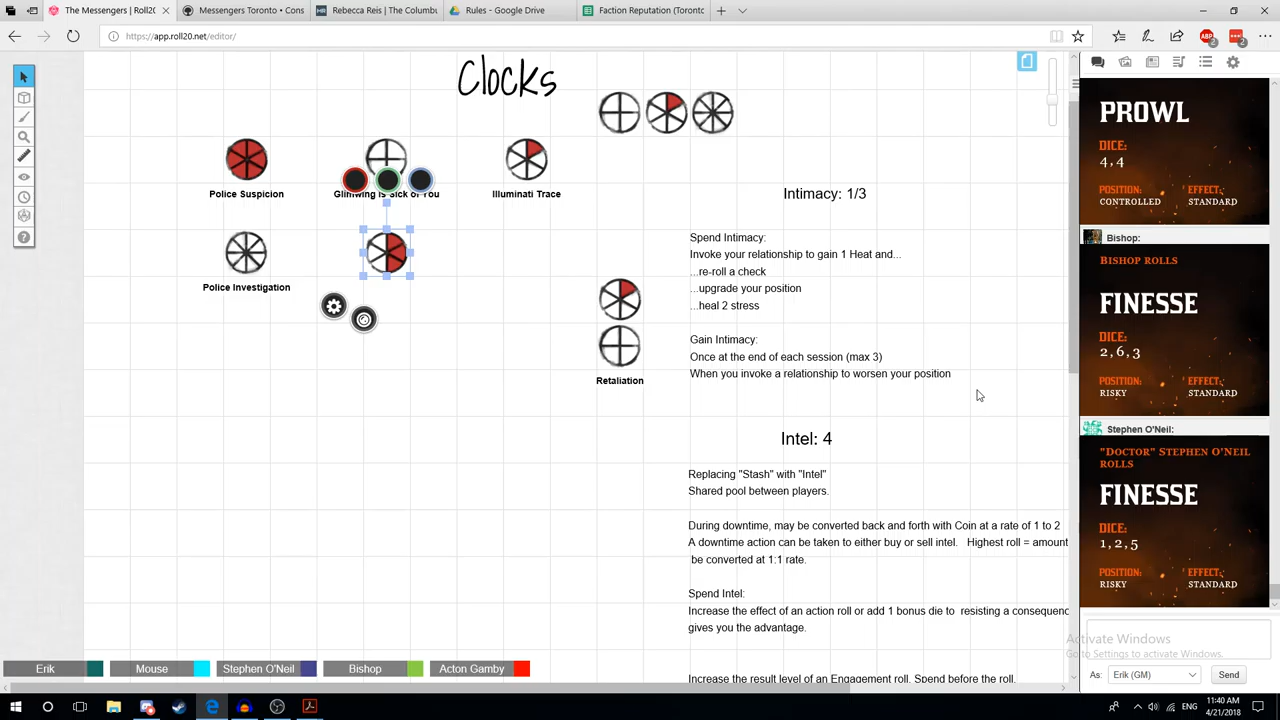 The Messengers | Roll20
Messengers Toronto • Cons
Rebecca Reis | The Columbu
Rules - Google Drive
Faction Reputation (Toronto
https://app.roll20.net/editor/
ABP
2
2
Clocks
Police Suspicion
Glimwing is Sick of You
Illuminati Trace
Police Investigation
Retaliation
Intimacy: 1/3
Spend Intimacy:
Invoke your relationship to gain 1 Heat and...
...re-roll a check
...upgrade your position
...heal 2 stress
Gain Intimacy:
Once at the end of each session (max 3)
When you invoke a relationship to worsen your position
Intel: 4
Replacing "Stash" with "Intel"
Shared pool between players.
During downtime, may be converted back and forth with Coin at a rate of 1 to 2
A downtime action can be taken to either buy or sell intel. Highest roll = amount
be converted at 1:1 rate.
Spend Intel:
Increase the effect of an action roll or add 1 bonus die to resisting a consequenc
gives you the advantage.
Increase the result level of an Engagement roll. Spend before the roll.
PROWL
DICE:
4,4
POSITION: EFFECT:
CONTROLLED STANDARD
Bishop:
BISHOP ROLLS
FINESSE
DICE:
2,6,3
POSITION: EFFECT:
RISKY STANDARD
Stephen O'Neil:
"DOCTOR" STEPHEN O'NEIL
ROLLS
FINESSE
DICE:
1,2,5
POSITION: EFFECT:
RISKY STANDARD
Activate Windows
Go to Settings to activate Windows.
As: Erik (GM) Send
Erik
Mouse
Stephen O'Neil
Bishop
Acton Gamby
ENG
11:40 AM
4/21/2018